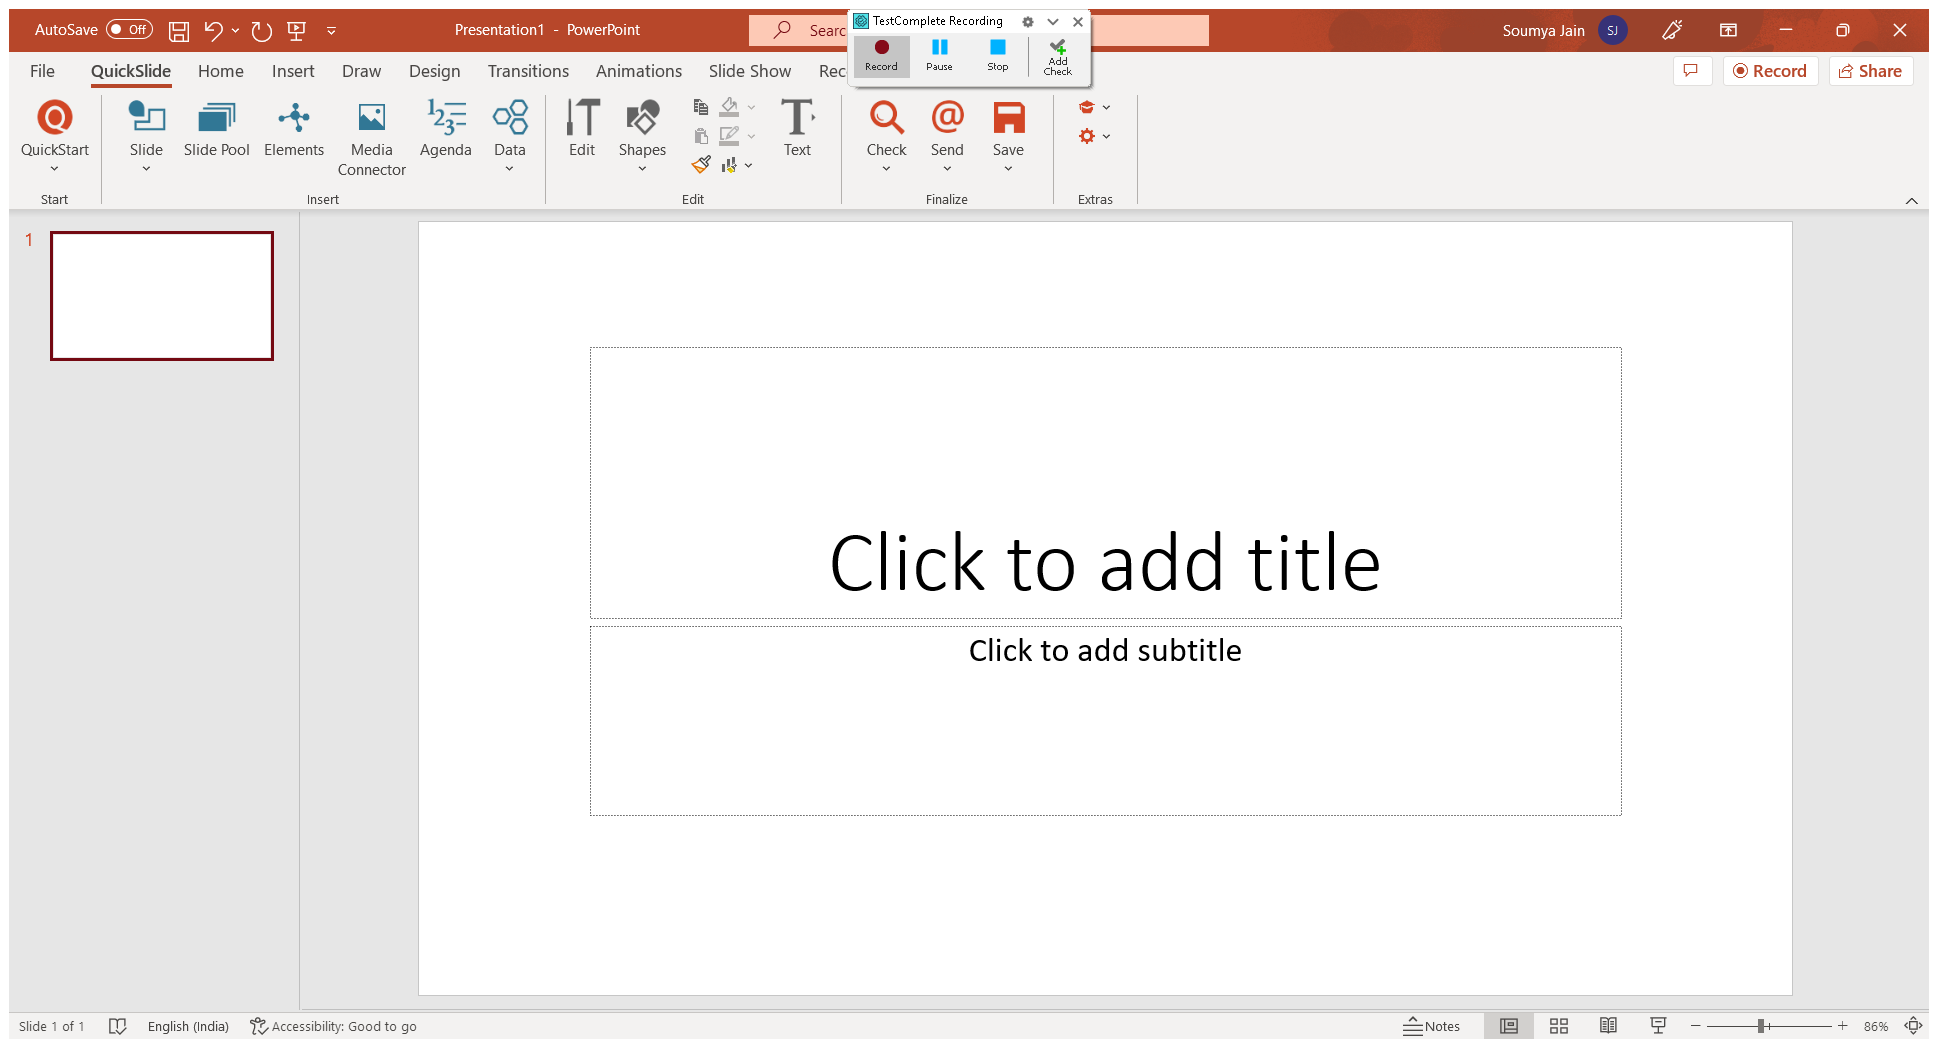 AutoSave Off Presentation1 - PowerPoint Soumya Jain SJ
TestComplete Recording
Record Pause Stop Add Check
File QuickSlide Home Insert Draw Design Transitions Animations Slide Show Record Share
QuickStart Slide Slide Pool Elements Media Connector Agenda Data Edit Shapes Text Check Send Save
Start Insert Edit Finalize Extras
1
Click to add title
Click to add subtitle
Slide 1 of 1 English (India) Accessibility: Good to go Notes 86%